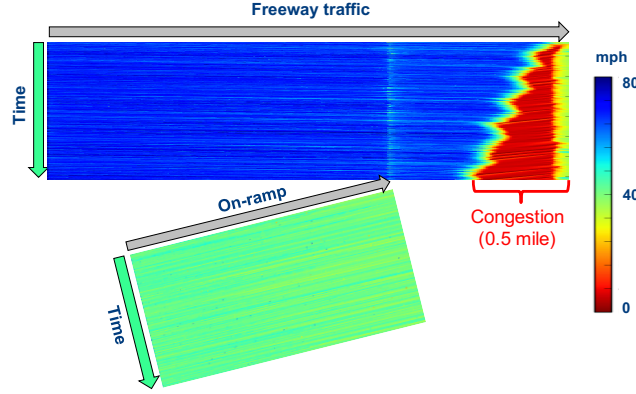 Freeway traffic
Time
mph
80
40
0
On-ramp
Congestion
(0.5 mile)
Time